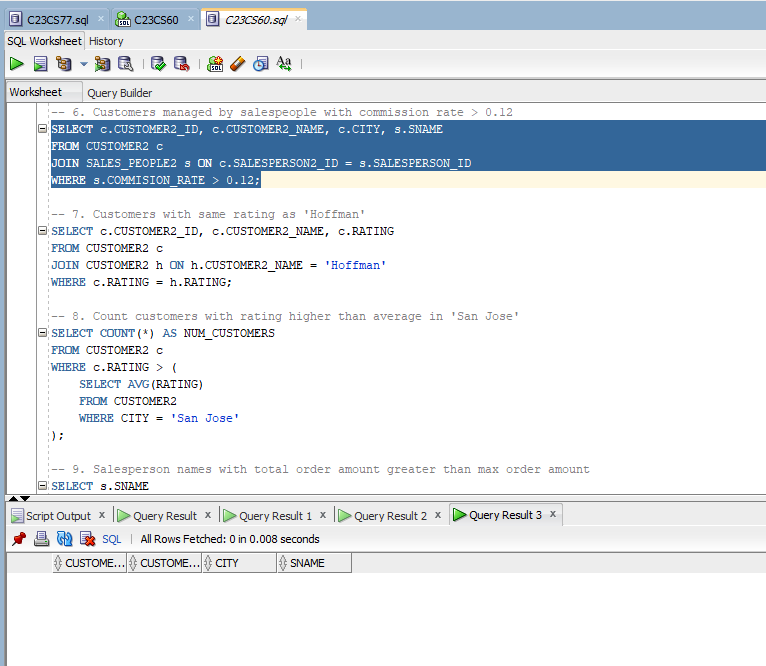 C23CS77.sql × C23CS60 × C23CS60.sql ×
SQL Worksheet History
SQL Aa
Worksheet Query Builder
-- 6. Customers managed by salespeople with commission rate > 0.12
SELECT c.CUSTOMER2_ID, c.CUSTOMER2_NAME, c.CITY, s.SNAME
FROM CUSTOMER2 c
JOIN SALES_PEOPLE2 s ON c.SALESPERSON2_ID = s.SALESPERSON_ID
WHERE s.COMMISION_RATE > 0.12;
-- 7. Customers with same rating as 'Hoffman'
SELECT c.CUSTOMER2_ID, c.CUSTOMER2_NAME, c.RATING
FROM CUSTOMER2 c
JOIN CUSTOMER2 h ON h.CUSTOMER2_NAME = 'Hoffman'
WHERE c.RATING = h.RATING;
-- 8. Count customers with rating higher than average in 'San Jose'
SELECT COUNT(*) AS NUM_CUSTOMERS
FROM CUSTOMER2 c
WHERE c.RATING > (
SELECT AVG(RATING)
FROM CUSTOMER2
WHERE CITY = 'San Jose'
);
-- 9. Salesperson names with total order amount greater than max order amount
SELECT s.SNAME
Script Output × Query Result × Query Result 1 × Query Result 2 × Query Result 3 ×
SQL | All Rows Fetched: 0 in 0.008 seconds
CUSTOME... CUSTOME... CITY SNAME